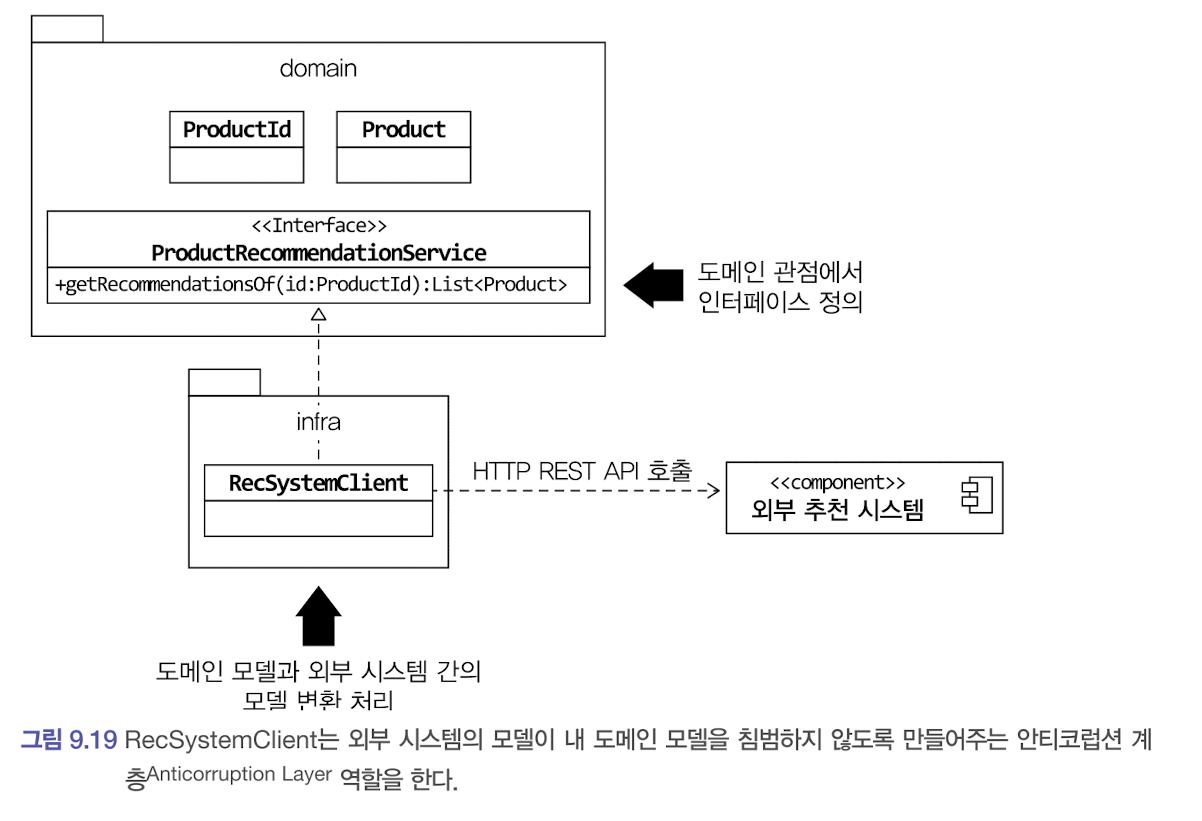 domain
ProductId
Product
<<Interface>>
ProductRecommendationService
+getRecommendationsOf(id:ProductId):List<Product>
도메인 관점에서
인터페이스 정의
infra
RecSystemClient
HTTP REST API 호출
<<component>>
외부 추천 시스템
도메인 모델과 외부 시스템 간의
모델 변환 처리
그림 9.19 RecSystemClient는 외부 시스템의 모델이 내 도메인 모델을 침범하지 않도록 만들어주는 안티코럽션 계
층Anticorruption Layer 역할을 한다.